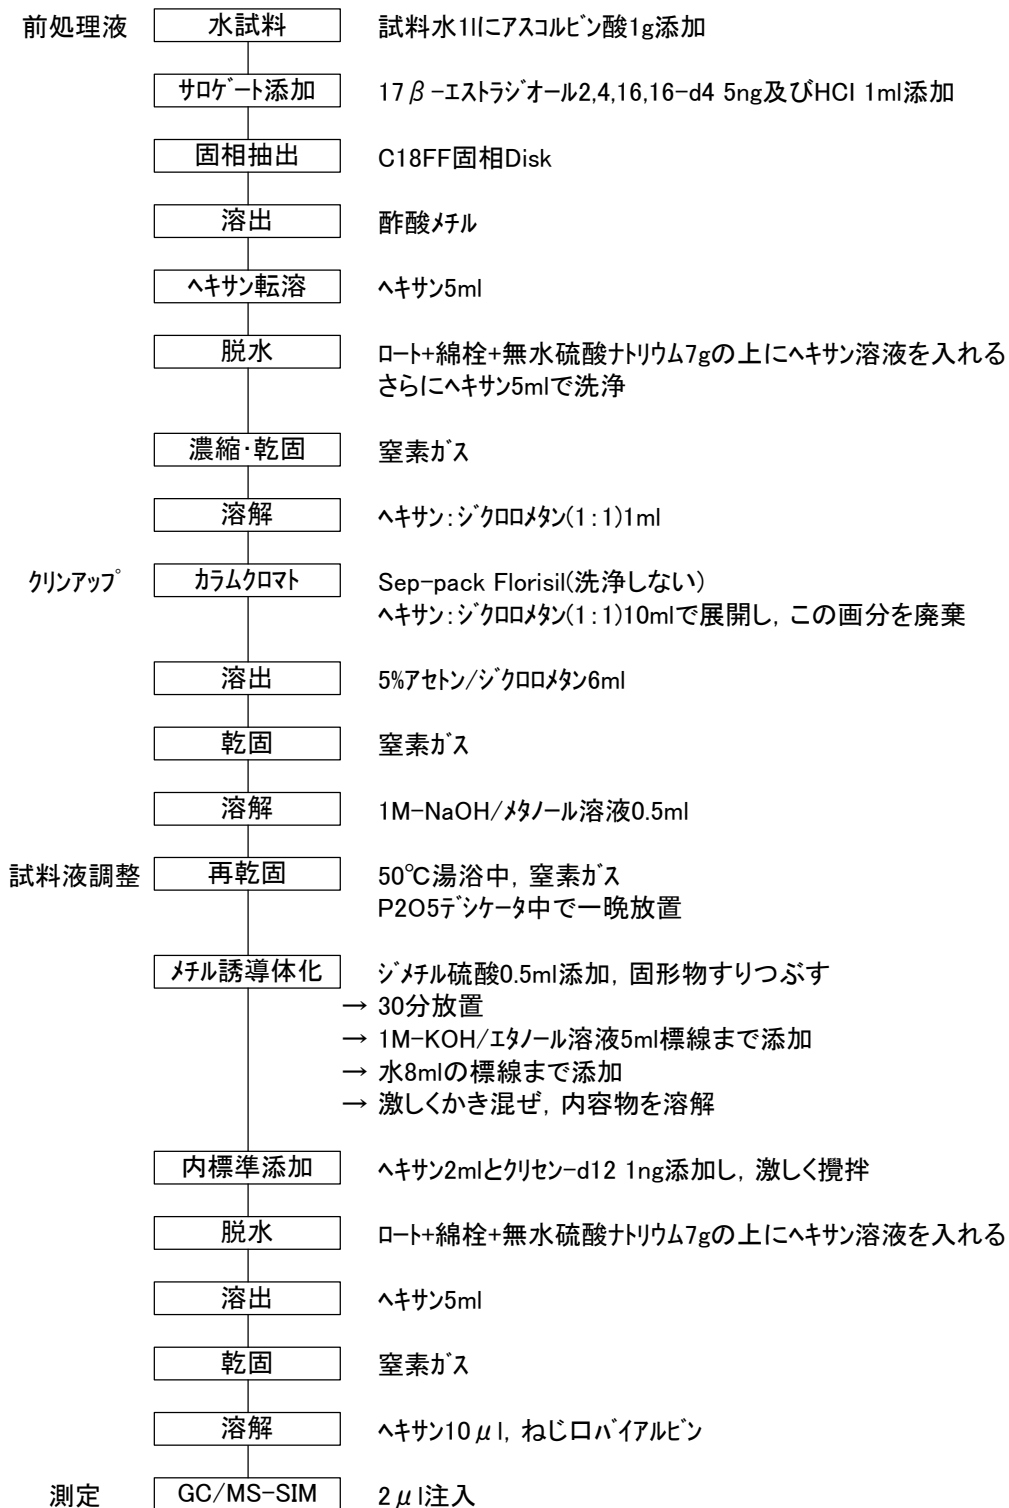 前処理液 水試料 試料水1lにアスコルビン酸1g添加
サロゲート添加 17β-エストラジオール2,4,16,16-d4 5ng及びHCl 1ml添加
固相抽出 C18FF固相Disk
溶出 酢酸メチル
ヘキサン転溶 ヘキサン5ml
脱水 ロート+綿栓+無水硫酸ナトリウム7gの上にヘキサン溶液を入れる
さらにヘキサン5mlで洗浄
濃縮・乾固 窒素ガス
溶解 ヘキサン:ジクロロメタン(1:1)1ml
クリンアップ カラムクロマト Sep-pack Florisil(洗浄しない)
ヘキサン:ジクロロメタン(1:1)10mlで展開し, この画分を廃棄
溶出 5%アセトン/ジクロロメタン6ml
乾固 窒素ガス
溶解 1M-NaOH/メタノール溶液0.5ml
試料液調整 再乾固 50℃湯浴中, 窒素ガス
P2O5デシケータ中で一晩放置
メチル誘導体化 ジメチル硫酸0.5ml添加, 固形物すりつぶす
→ 30分放置
→ 1M-KOH/エタノール溶液5ml標線まで添加
→ 水8mlの標線まで添加
→ 激しくかき混ぜ, 内容物を溶解
内標準添加 ヘキサン2mlとクリセン-d12 1ng添加し, 激しく攪拌
脱水 ロート+綿栓+無水硫酸ナトリウム7gの上にヘキサン溶液を入れる
溶出 ヘキサン5ml
乾固 窒素ガス
溶解 ヘキサン10μl, ねじ口バイアルビン
測定 GC/MS-SIM 2μl注入